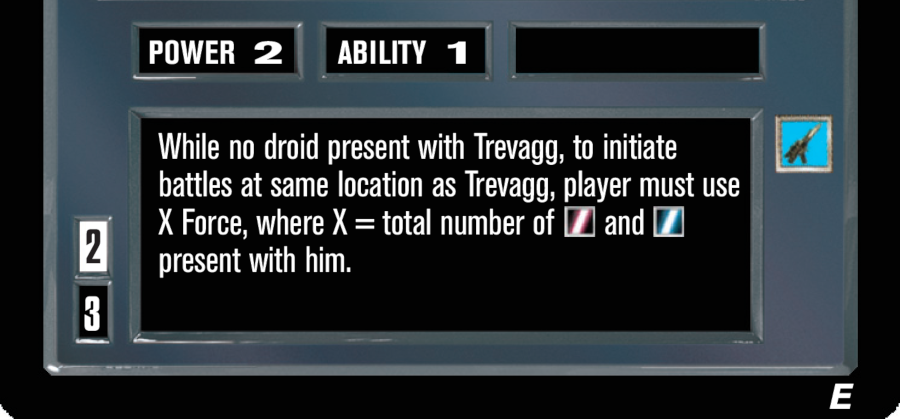 POWER 2 ABILITY 1
While no droid present with Trevagg, to initiate
battles at same location as Trevagg, player must use
X Force, where X = total number of and
present with him.
2
3
E